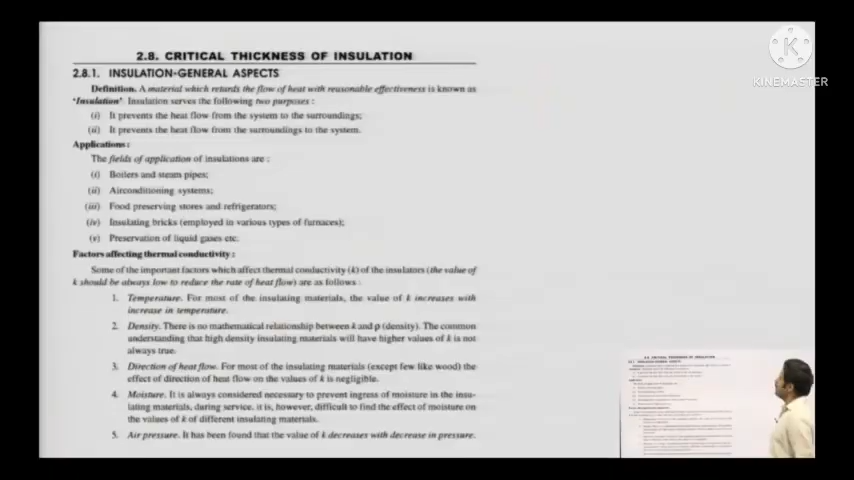 2.8. CRITICAL THICKNESS OF INSULATION
2.8.1. INSULATION-GENERAL ASPECTS
Definition. A material which retards the flow of heat with reasonable effectiveness is known as
'Insulation'. Insulation serves the following two purposes :
(i) It prevents the heat flow from the system to the surroundings;
(ii) It prevents the heat flow from the surroundings to the system.
Applications :
The fields of application of insulations are :
(i) Boilers and steam pipes;
(ii) Airconditioning systems;
(iii) Food preserving stores and refrigerators;
(iv) Insulating bricks (employed in various types of furnaces);
(v) Preservation of liquid gases etc.
Factors affecting thermal conductivity :
Some of the important factors which affect thermal conductivity (k) of the insulators (the value of
k should be always low to reduce the rate of heat flow) are as follows :
1. Temperature. For most of the insulating materials, the value of k increases with
increase in temperature.
2. Density. There is no mathematical relationship between k and ρ (density). The common
understanding that high density insulating materials will have higher values of k is not
always true.
3. Direction of heat flow. For most of the insulating materials (except few like wood) the
effect of direction of heat flow on the values of k is negligible.
4. Moisture. It is always considered necessary to prevent ingress of moisture in the insu-
lating materials, during service, it is, however, difficult to find the effect of moisture on
the values of k of different insulating materials.
5. Air pressure. It has been found that the value of k decreases with decrease in pressure.
K
KINEMASTER
2.8. CRITICAL THICKNESS OF INSULATION